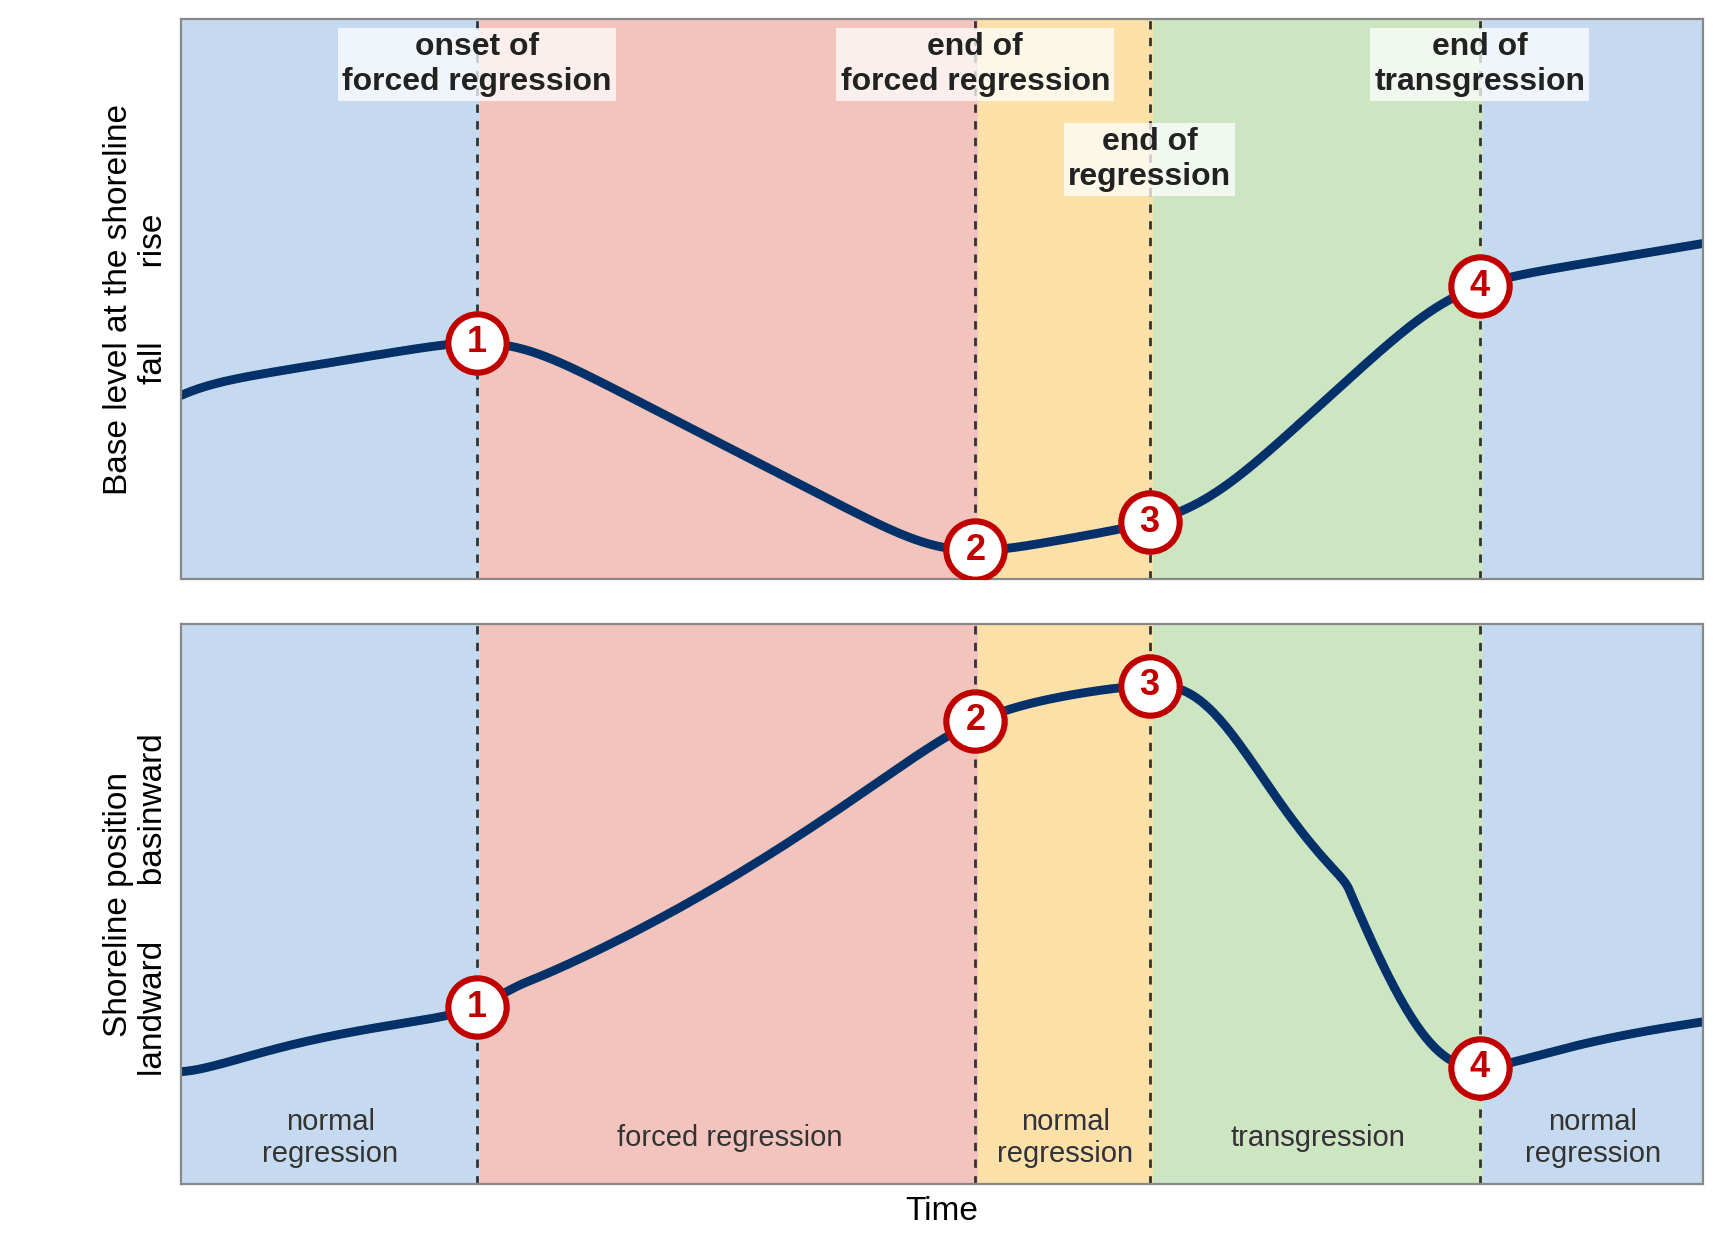 onset of
forced regression
end of
forced regression
end of
transgression
end of
regression
Base level at the shoreline
fall rise
1
2
3
4
Shoreline position
landward basinward
1
2
3
4
normal
regression
forced regression
normal
regression
transgression
normal
regression
Time